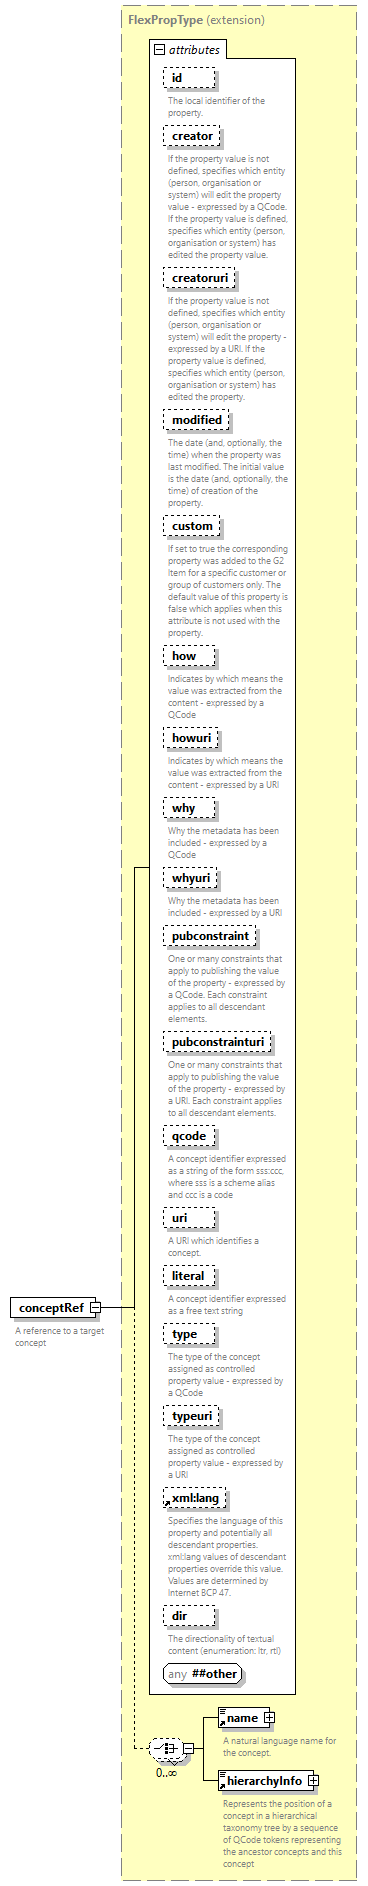 FlexPropType (extension)
attributes
id
The local identifier of the
property.
creator
If the property value is not
defined, specifies which entity
(person, organisation or
system) will edit the property
value - expressed by a QCode.
If the property value is defined,
specifies which entity (person,
organisation or system) has
edited the property value.
creatoruri
If the property value is not
defined, specifies which entity
(person, organisation or
system) will edit the property -
expressed by a URI. If the
property value is defined,
specifies which entity (person,
organisation or system) has
edited the property.
modified
The date (and, optionally, the
time) when the property was
last modified. The initial value
is the date (and, optionally, the
time) of creation of the
property.
custom
If set to true the corresponding
property was added to the G2
Item for a specific customer or
group of customers only. The
default value of this property is
false which applies when this
attribute is not used with the
property.
how
Indicates by which means the
value was extracted from the
content - expressed by a
QCode
howuri
Indicates by which means the
value was extracted from the
content - expressed by a URI
why
Why the metadata has been
included - expressed by a
QCode
whyuri
Why the metadata has been
included - expressed by a URI
pubconstraint
One or many constraints that
apply to publishing the value
of the property - expressed by
a QCode. Each constraint
applies to all descendant
elements.
pubconstrainturi
One or many constraints that
apply to publishing the value
of the property - expressed by
a URI. Each constraint applies
to all descendant elements.
qcode
A concept identifier expressed
as a string of the form sss:ccc,
where sss is a scheme alias
and ccc is a code
uri
A URI which identifies a
concept.
literal
A concept identifier expressed
as a free text string
type
The type of the concept
assigned as controlled
property value - expressed by
a QCode
typeuri
The type of the concept
assigned as controlled
property value - expressed by
a URI
xml:lang
Specifies the language of this
property and potentially all
descendant properties.
xml:lang values of descendant
properties override this value.
Values are determined by
Internet BCP 47.
dir
The directionality of textual
content (enumeration: ltr, rtl)
any ##other
conceptRef
A reference to a target
concept
0..∞
name
A natural language name for
the concept.
hierarchyInfo
Represents the position of a
concept in a hierarchical
taxonomy tree by a sequence
of QCode tokens representing
the ancestor concepts and this
concept